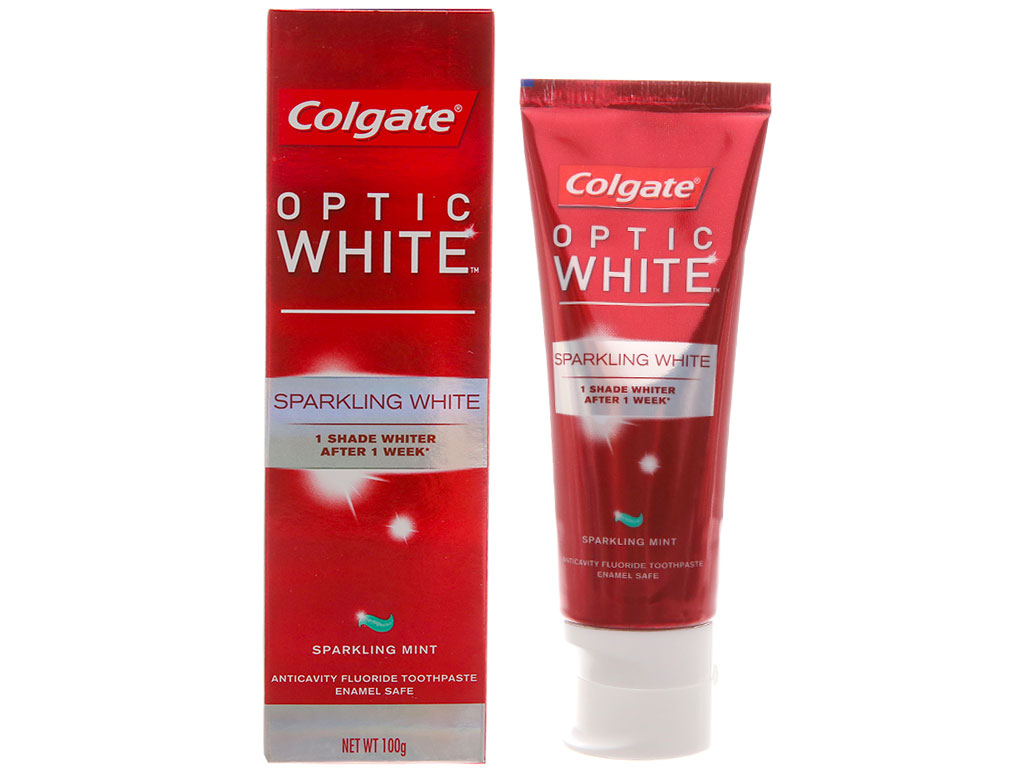 Colgate®
OPTIC
WHITE™
SPARKLING WHITE
1 SHADE WHITER
AFTER 1 WEEK*
SPARKLING MINT
ANTICAVITY FLUORIDE TOOTHPASTE
ENAMEL SAFE
NET WT 100g
Colgate®
OPTIC
WHITE™
SPARKLING WHITE
1 SHADE WHITER
AFTER 1 WEEK*
SPARKLING MINT
ANTICAVITY FLUORIDE TOOTHPASTE
ENAMEL SAFE